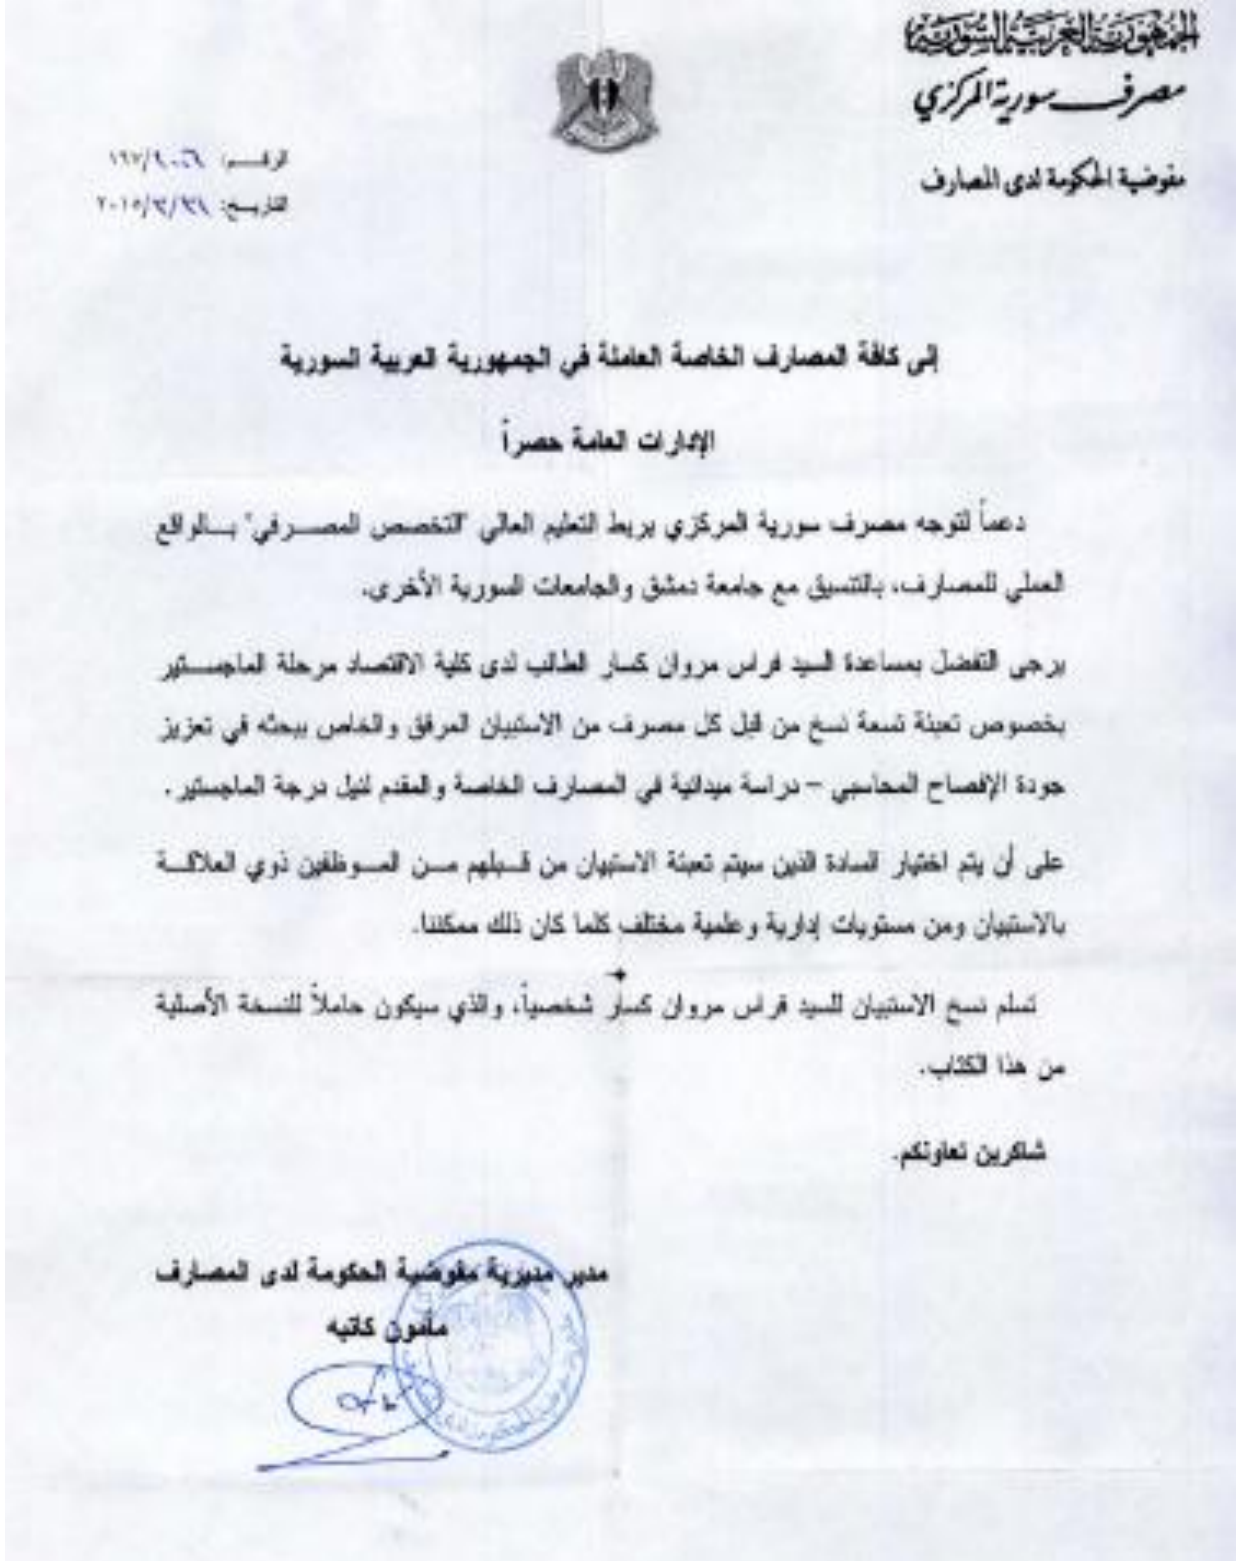 الجمهورية العربية السورية
مصرف سورية المركزي
مفوضية الحكومة لدى المصارف
الرقم:
التاريخ:
إلى كافة المصارف الخاصة العاملة في الجمهورية العربية السورية
الإدارات العامة حصراً
دعماً لتوجه مصرف سورية المركزي بربط التعليم العالي "التخصص المصرفي" بالواقع
العملي للمصارف، بالتنسيق مع جامعة دمشق والجامعات السورية الأخرى.
يرجى التفضل بمساعدة السيد فراس مروان كسار الطالب لدى كلية الاقتصاد مرحلة الماجستير
بخصوص تعبئة تسعة نسخ من قبل كل مصرف من الاستبيان المرفق والخاص ببحثه في تعزيز
جودة الإفصاح المحاسبي – دراسة ميدانية في المصارف الخاصة والمقدم لنيل درجة الماجستير.
على أن يتم اختيار السادة الذين سيتم تعبئة الاستبيان من قبلهم من الموظفين ذوي العلاقة
بالاستبيان ومن مستويات إدارية وعلمية مختلف كلما كان ذلك ممكننا.
تسلم نسخ الاستبيان للسيد فراس مروان كسار شخصياً، والذي سيكون حاملاً للنسخة الأصلية
من هذا الكتاب.
شاكرين تعاونكم.
مدير مديرية مفوضية الحكومة لدى المصارف
مأمون كاتبه